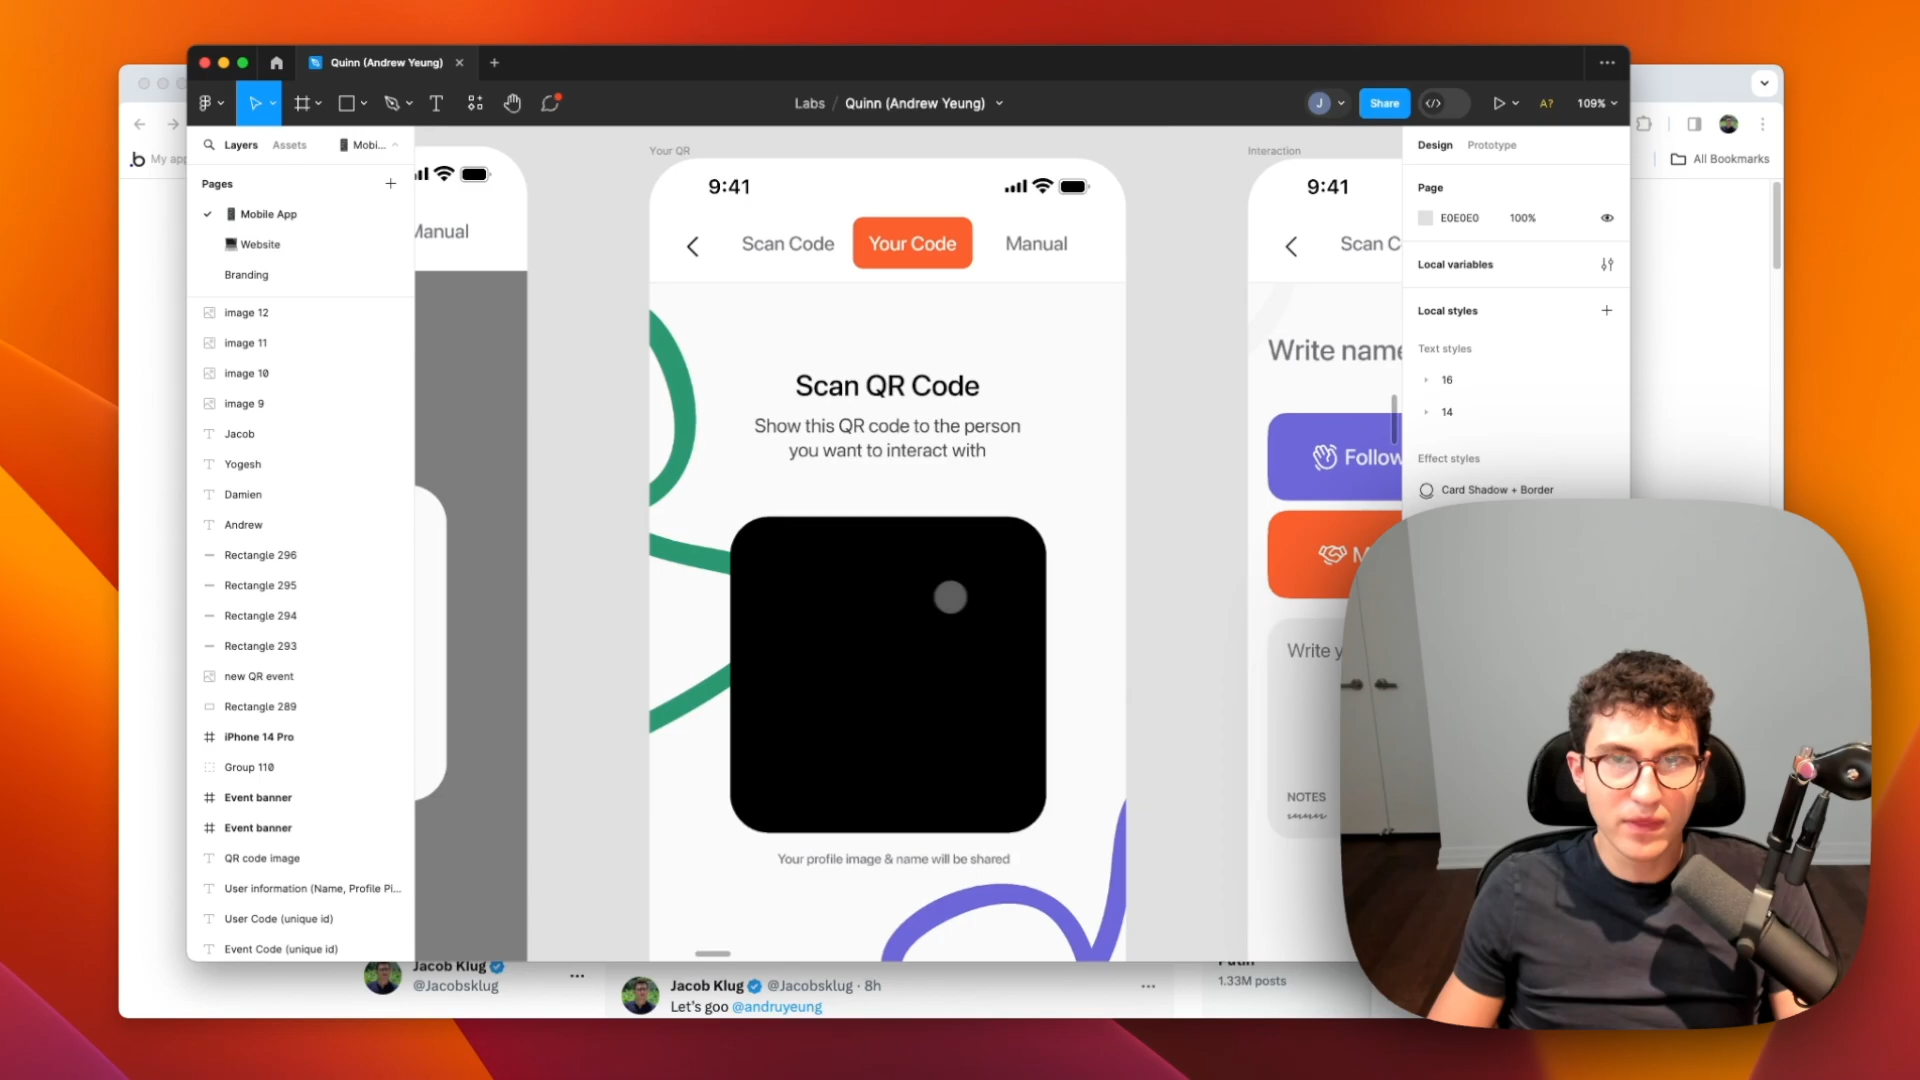 Quinn (Andrew Yeung)
Labs / Quinn (Andrew Yeung)
J
Share
A?
109%
My app
All Bookmarks
Layers
Assets
Mobi...
Pages
Mobile App
Website
Branding
image 12
image 11
image 10
image 9
Jacob
Yogesh
Damien
Andrew
Rectangle 296
Rectangle 295
Rectangle 294
Rectangle 293
new QR event
Rectangle 289
iPhone 14 Pro
Group 110
Event banner
Event banner
QR code image
User information (Name, Profile Pi...
User Code (unique id)
Event Code (unique id)
Manual
Your QR
9:41
Scan Code
Your Code
Manual
Scan QR Code
Show this QR code to the person
you want to interact with
Your profile image & name will be shared
Interaction
9:41
Scan C
Write name
Follow
M
Write y
NOTES
Design
Prototype
Page
E0E0E0
100%
Local variables
Local styles
Text styles
16
14
Effect styles
Card Shadow + Border
Jacob Klug
@Jacobsklug
Jacob Klug @Jacobsklug · 8h
Let's goo @andruyeung
Putin
1.33M posts